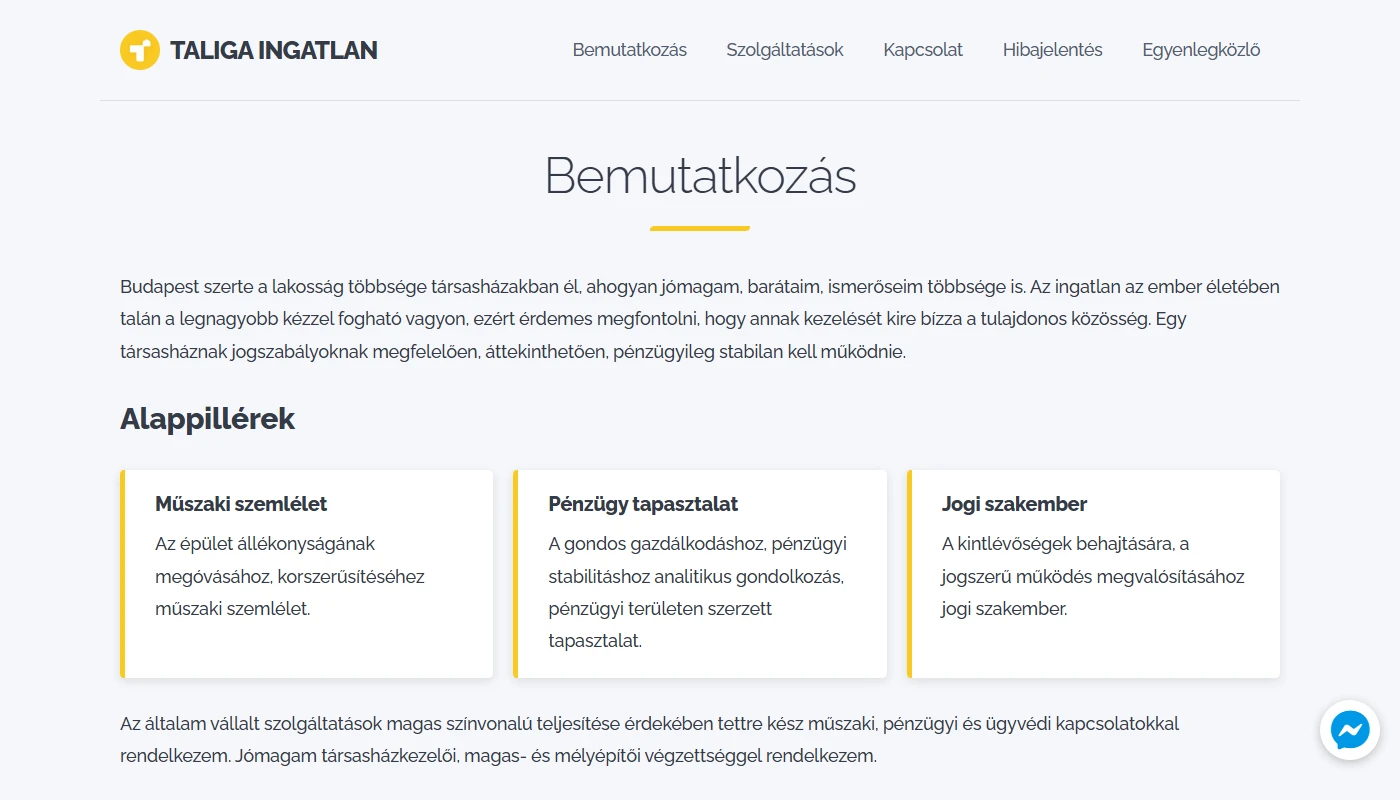 TALIGA INGATLAN
Bemutatkozás
Szolgáltatások
Kapcsolat
Hibajelentés
Egyenlegközlő
Bemutatkozás
Budapest szerte a lakosság többsége társasházakban él, ahogyan jómagam, barátaim, ismerőseim többsége is. Az ingatlan az ember életében
talán a legnagyobb kézzel fogható vagyon, ezért érdemes megfontolni, hogy annak kezelését kire bízza a tulajdonos közösség. Egy
társasháznak jogszabályoknak megfelelően, áttekinthetően, pénzügyileg stabilan kell működnie.
Alappillérek
Műszaki szemlélet
Az épület állékonyságának
megóvásához, korszerűsítéséhez
műszaki szemlélet.
Pénzügy tapasztalat
A gondos gazdálkodáshoz, pénzügyi
stabilitáshoz analitikus gondolkozás,
pénzügyi területen szerzett
tapasztalat.
Jogi szakember
A kintlévőségek behajtására, a
jogszerű működés megvalósításához
jogi szakember.
Az általam vállalt szolgáltatások magas színvonalú teljesítése érdekében tettre kész műszaki, pénzügyi és ügyvédi kapcsolatokkal
rendelkezem. Jómagam társasházkezelői, magas- és mélyépítői végzettséggel rendelkezem.